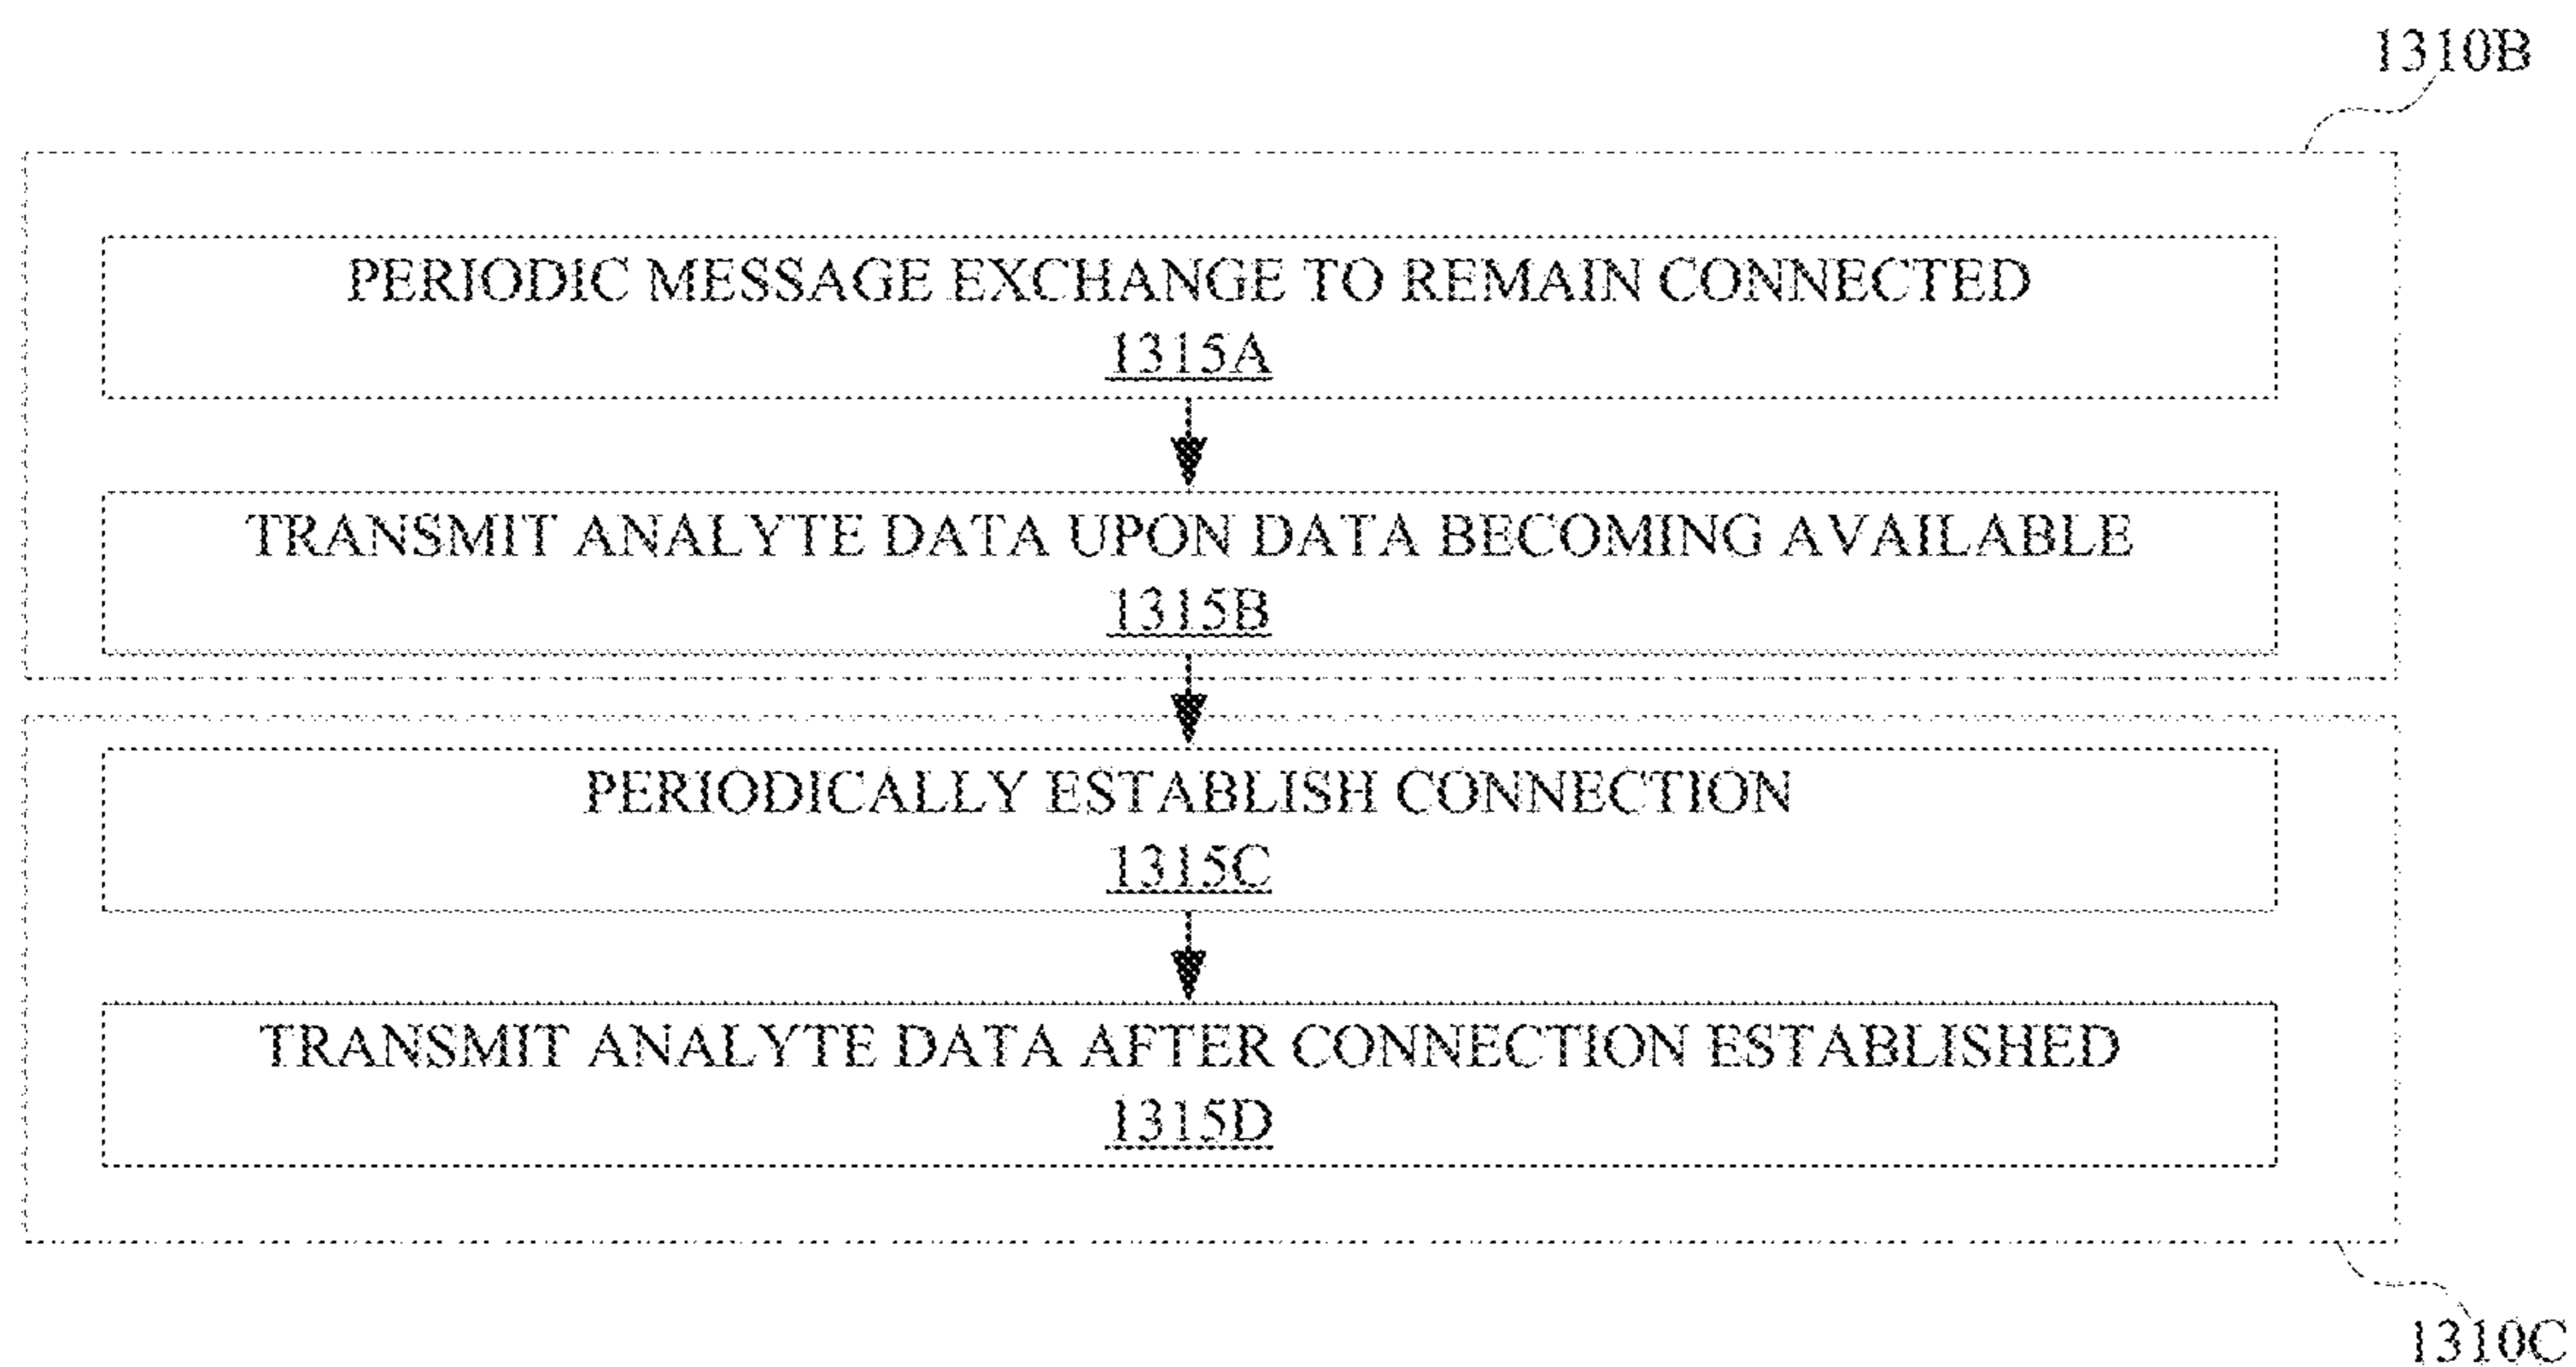 1310B
PERIODIC MESSAGE EXCHANGE TO REMAIN CONNECTED
1315A
TRANSMIT ANALYTE DATA UPON DATA BECOMING AVAILABLE
1315B
PERIODICALLY ESTABLISH CONNECTION
1315C
TRANSMIT ANALYTE DATA AFTER CONNECTION ESTABLISHED
1315D
1310C